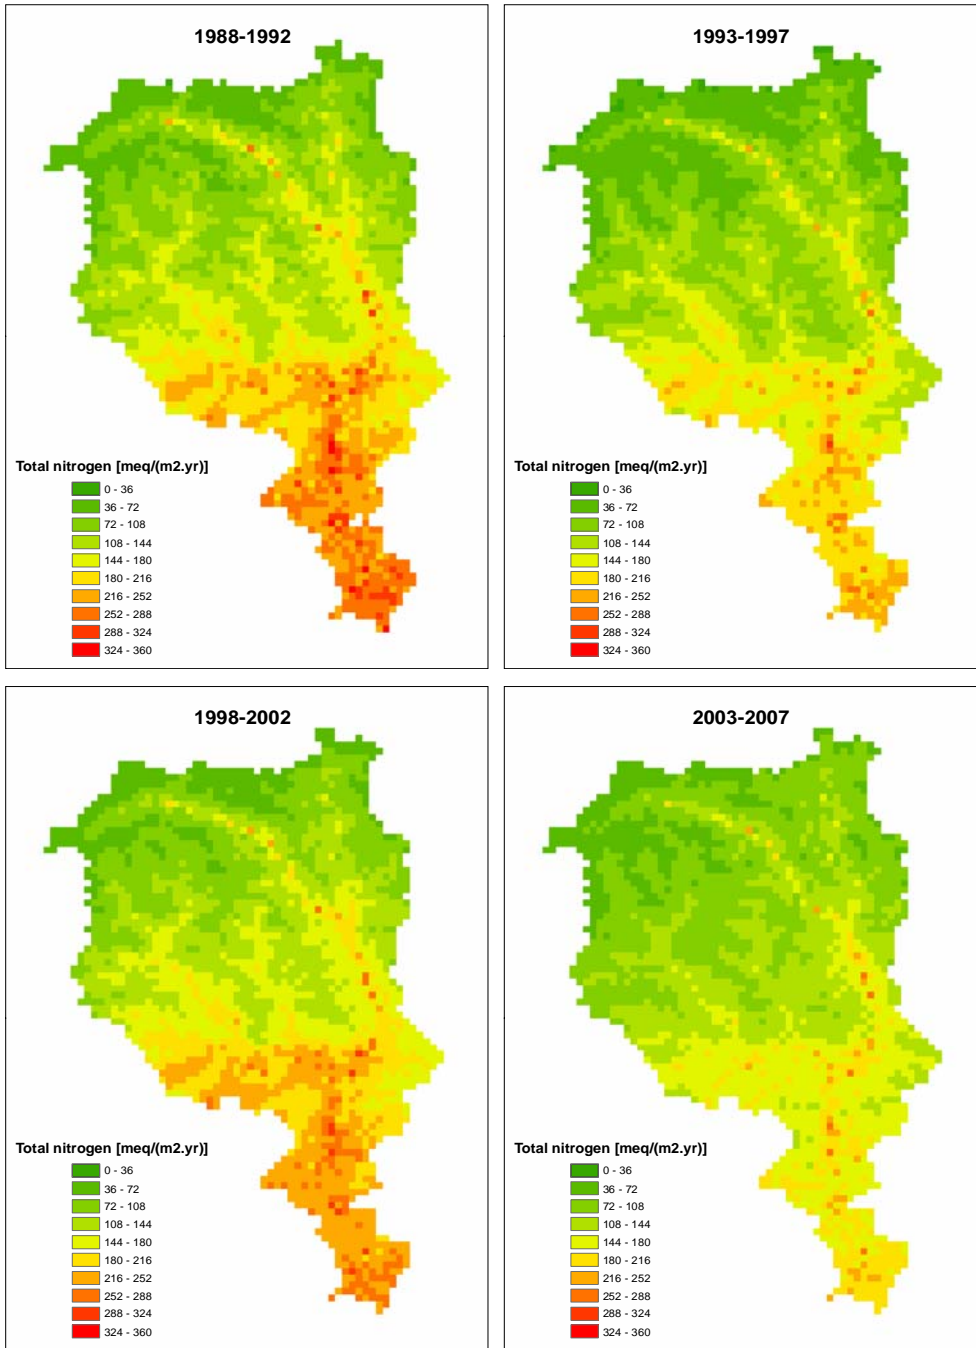 1988-1992
Total nitrogen [meq/(m2.yr)]
0 - 36
36 - 72
72 - 108
108 - 144
144 - 180
180 - 216
216 - 252
252 - 288
288 - 324
324 - 360
1993-1997
Total nitrogen [meq/(m2.yr)]
0 - 36
36 - 72
72 - 108
108 - 144
144 - 180
180 - 216
216 - 252
252 - 288
288 - 324
324 - 360
1998-2002
Total nitrogen [meq/(m2.yr)]
0 - 36
36 - 72
72 - 108
108 - 144
144 - 180
180 - 216
216 - 252
252 - 288
288 - 324
324 - 360
2003-2007
Total nitrogen [meq/(m2.yr)]
0 - 36
36 - 72
72 - 108
108 - 144
144 - 180
180 - 216
216 - 252
252 - 288
288 - 324
324 - 360